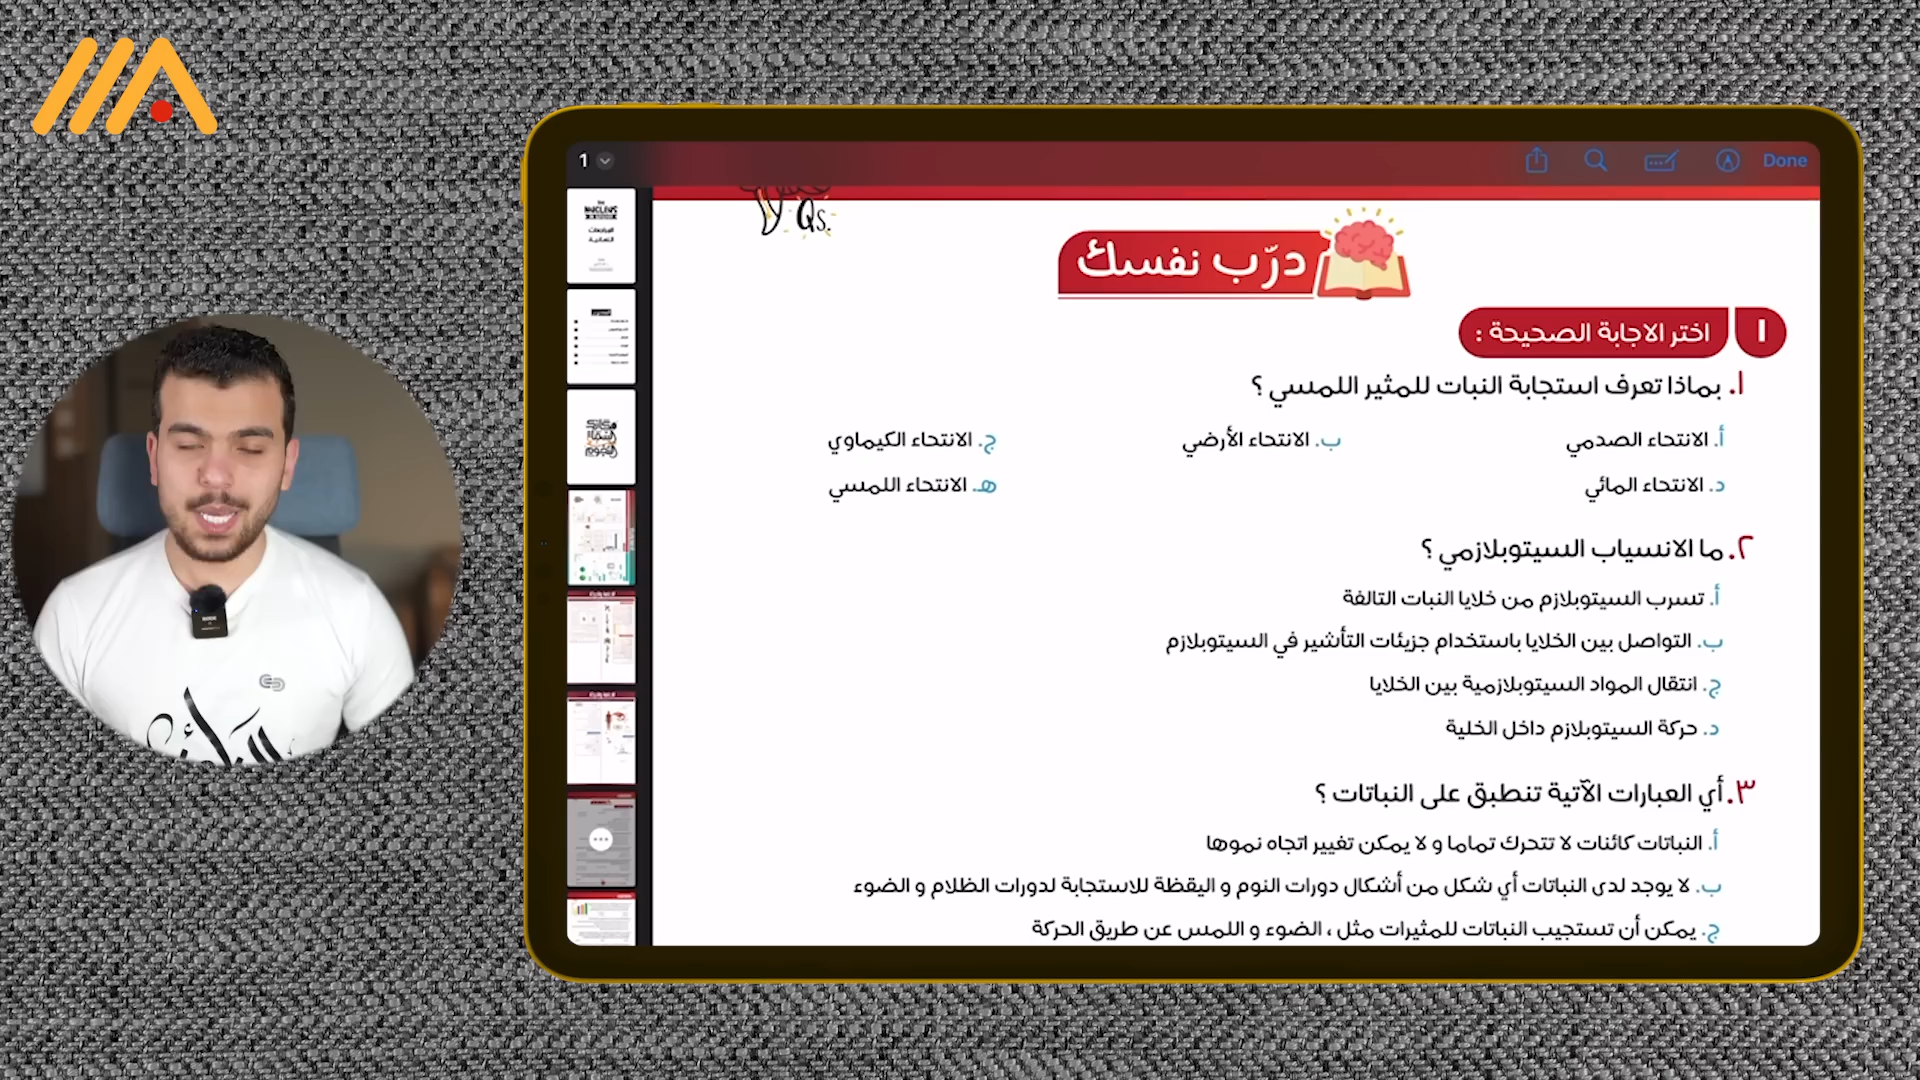 1
Done
Qs.
درّب نفسك
١ اختر الاجابة الصحيحة :
١. بماذا تعرف استجابة النبات للمثير اللمسي ؟
أ. الانتحاء الصدمي ب. الانتحاء الأرضي ج. الانتحاء الكيماوي
د. الانتحاء المائي هـ. الانتحاء اللمسي
٢. ما الانسياب السيتوبلازمي ؟
أ. تسرب السيتوبلازم من خلايا النبات التالفة
ب. التواصل بين الخلايا باستخدام جزيئات التأشير في السيتوبلازم
ج. انتقال المواد السيتوبلازمية بين الخلايا
د. حركة السيتوبلازم داخل الخلية
٣. أي العبارات الآتية تنطبق على النباتات ؟
أ. النباتات كائنات لا تتحرك تماما و لا يمكن تغيير اتجاه نموها
ب. لا يوجد لدى النباتات أي شكل من أشكال دورات النوم و اليقظة للاستجابة لدورات الظلام و الضوء
ج. يمكن أن تستجيب النباتات للمثيرات مثل ، الضوء و اللمس عن طريق الحركة